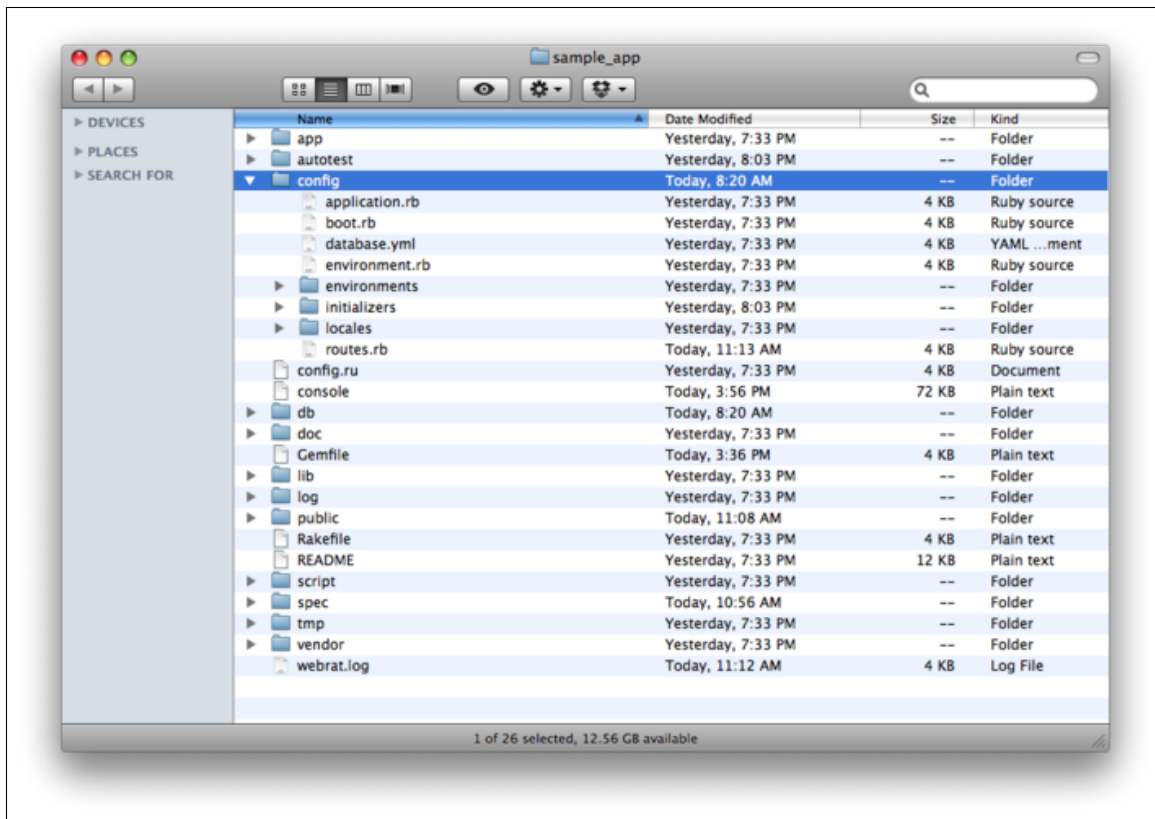 sample_app
DEVICES
PLACES
SEARCH FOR
Name Date Modified Size Kind
app Yesterday, 7:33 PM -- Folder
autotest Yesterday, 8:03 PM -- Folder
config Today, 8:20 AM -- Folder
application.rb Yesterday, 7:33 PM 4 KB Ruby source
boot.rb Yesterday, 7:33 PM 4 KB Ruby source
database.yml Yesterday, 7:33 PM 4 KB YAML ...ment
environment.rb Yesterday, 7:33 PM 4 KB Ruby source
environments Yesterday, 7:33 PM -- Folder
initializers Yesterday, 8:03 PM -- Folder
locales Yesterday, 7:33 PM -- Folder
routes.rb Today, 11:13 AM 4 KB Ruby source
config.ru Yesterday, 7:33 PM 4 KB Document
console Today, 3:56 PM 72 KB Plain text
db Today, 8:20 AM -- Folder
doc Yesterday, 7:33 PM -- Folder
Gemfile Today, 3:36 PM 4 KB Plain text
lib Yesterday, 7:33 PM -- Folder
log Yesterday, 7:33 PM -- Folder
public Today, 11:08 AM -- Folder
Rakefile Yesterday, 7:33 PM 4 KB Plain text
README Yesterday, 7:33 PM 12 KB Plain text
script Yesterday, 7:33 PM -- Folder
spec Today, 10:56 AM -- Folder
tmp Yesterday, 7:33 PM -- Folder
vendor Yesterday, 7:33 PM -- Folder
webrat.log Today, 11:12 AM 4 KB Log File
1 of 26 selected, 12.56 GB available